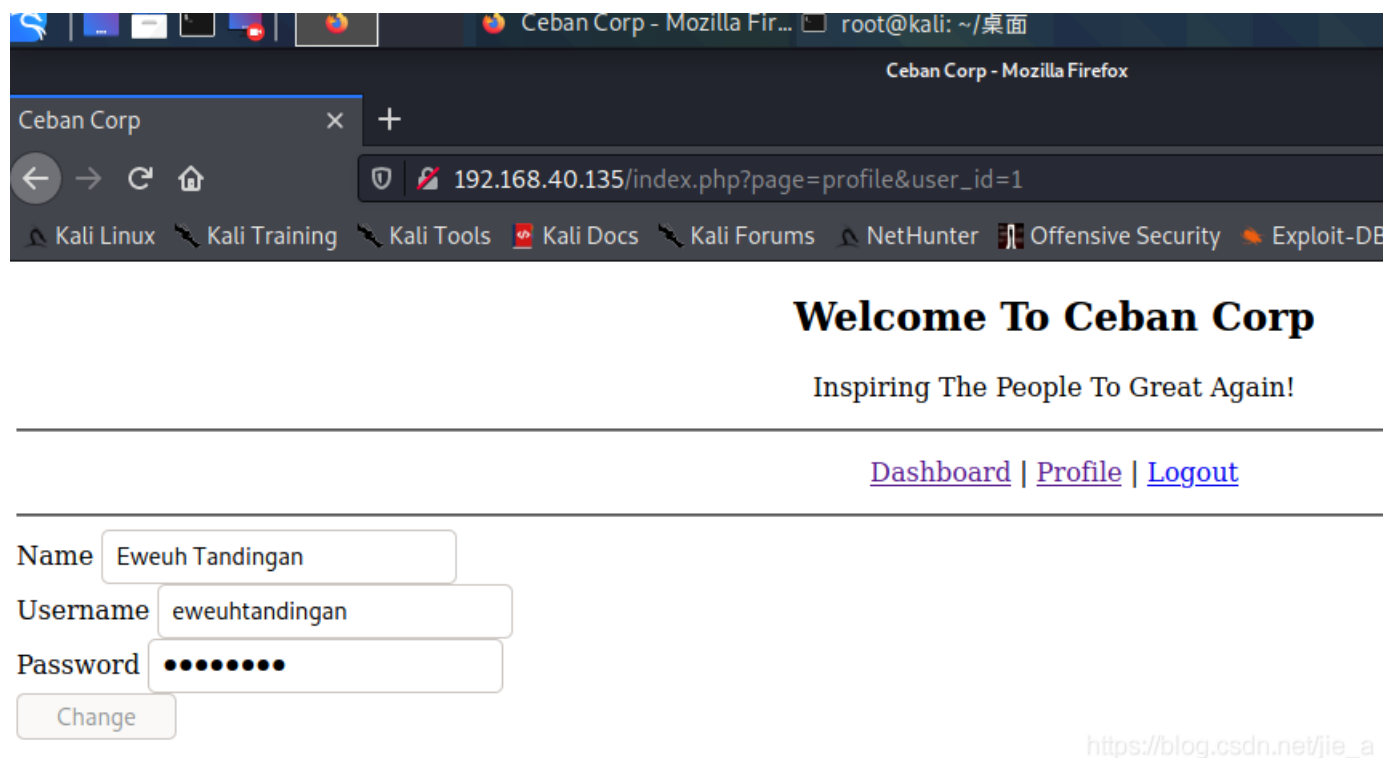 Ceban Corp - Mozilla Fir... root@kali: ~/桌面
Ceban Corp - Mozilla Firefox
Ceban Corp
192.168.40.135/index.php?page=profile&user_id=1
Kali Linux Kali Training Kali Tools Kali Docs Kali Forums NetHunter Offensive Security Exploit-DB
Welcome To Ceban Corp
Inspiring The People To Great Again!
Dashboard | Profile | Logout
Name Eweuh Tandingan
Username eweuhtandingan
Password ••••••••
Change
https://blog.csdn.net/jie_a